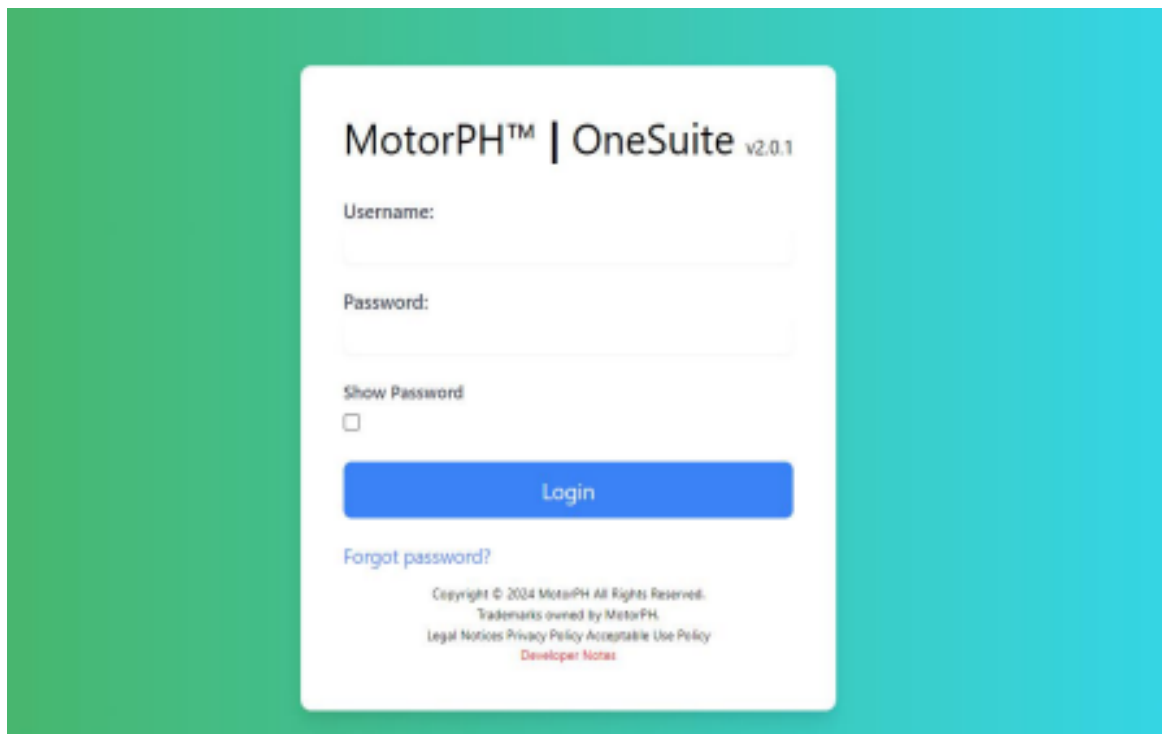 MotorPH™ | OneSuite v2.0.1
Username:
Password:
Show Password
Login
Forgot password?
Copyright © 2024 MotorPH All Rights Reserved.
Trademarks owned by MotorPH.
Legal Notices Privacy Policy Acceptable Use Policy
Developer Notes